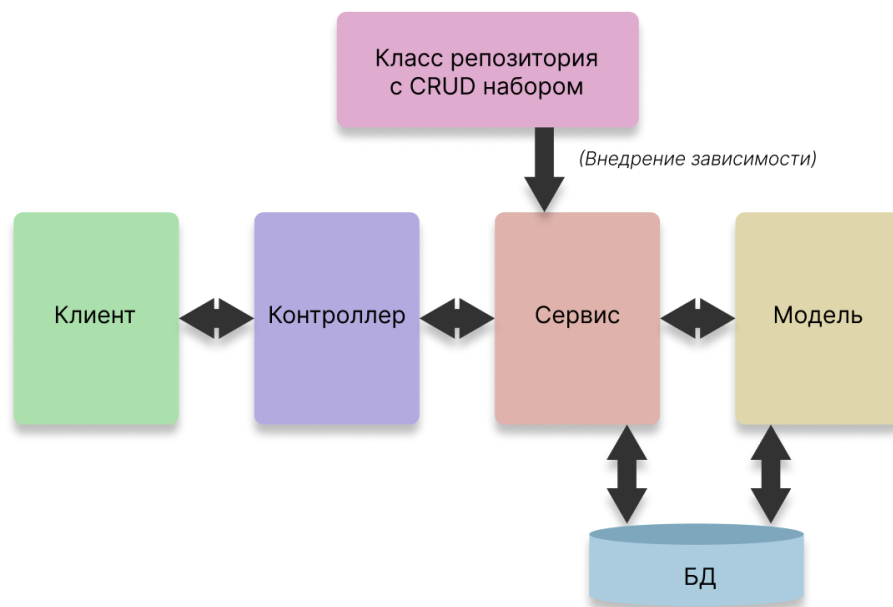 Класс репозитория
с CRUD набором
(Внедрение зависимости)
Клиент
Контроллер
Сервис
Модель
БД